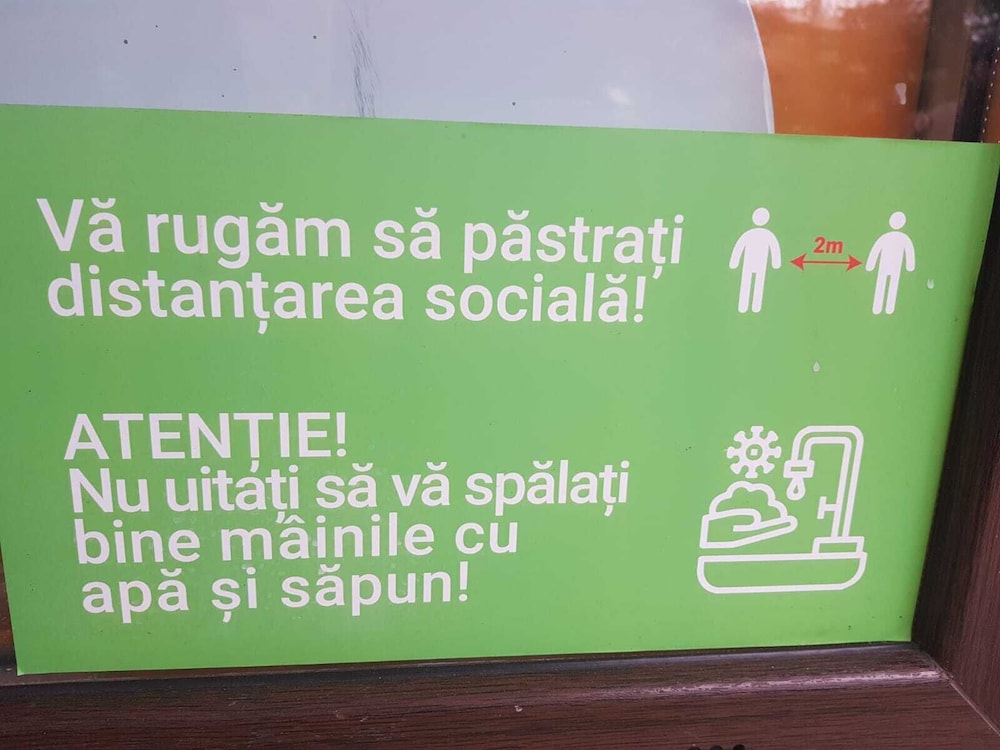 Vă rugăm să păstrați
distanțarea socială!
2m
ATENȚIE!
Nu uitați să vă spălați
bine mâinile cu
apă și săpun!